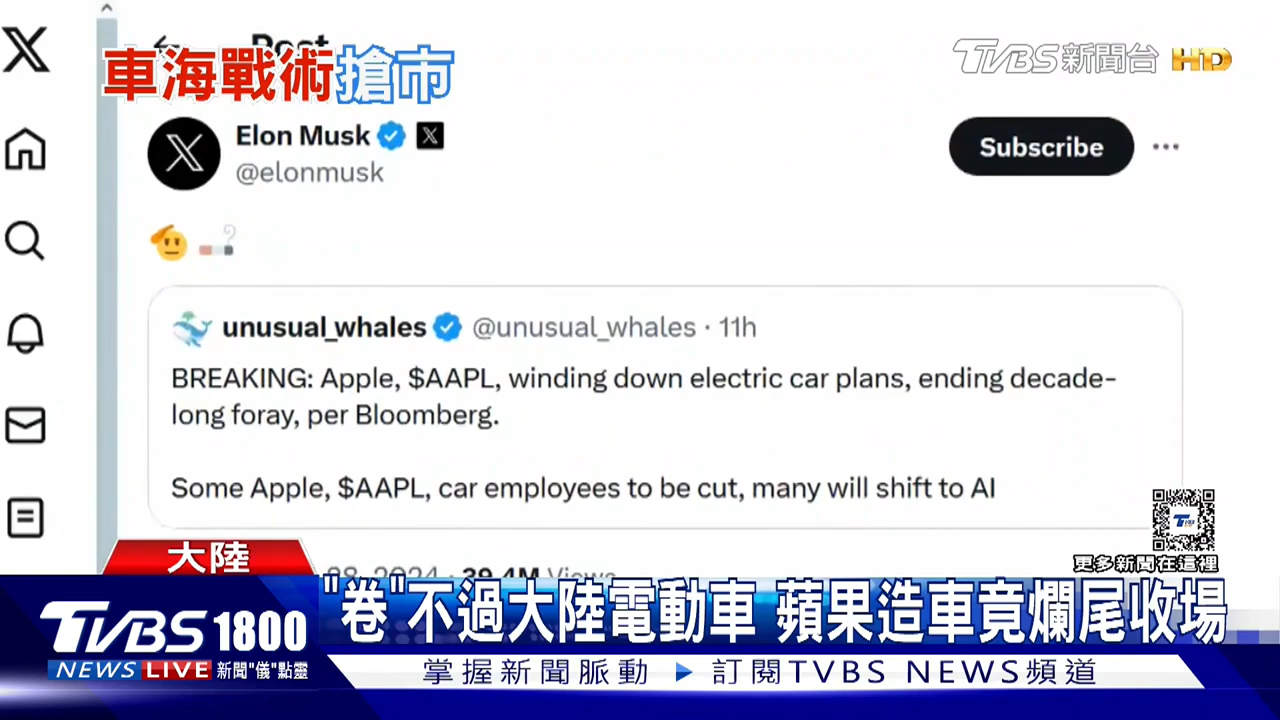 Post
車海戰術搶市
TVBS新聞台 HD
Elon Musk
@elonmusk
Subscribe
unusual_whales @unusual_whales · 11h
BREAKING: Apple, $AAPL, winding down electric car plans, ending decade-
long foray, per Bloomberg.
Some Apple, $AAPL, car employees to be cut, many will shift to AI
2024 · 39.4M Views
更多新聞在這裡
大陸
"卷"不過大陸電動車 蘋果造車竟爛尾收場
TVBS 1800
NEWS LIVE 新聞"儀"點靈
掌握新聞脈動 ▶ 訂閱TVBS NEWS頻道